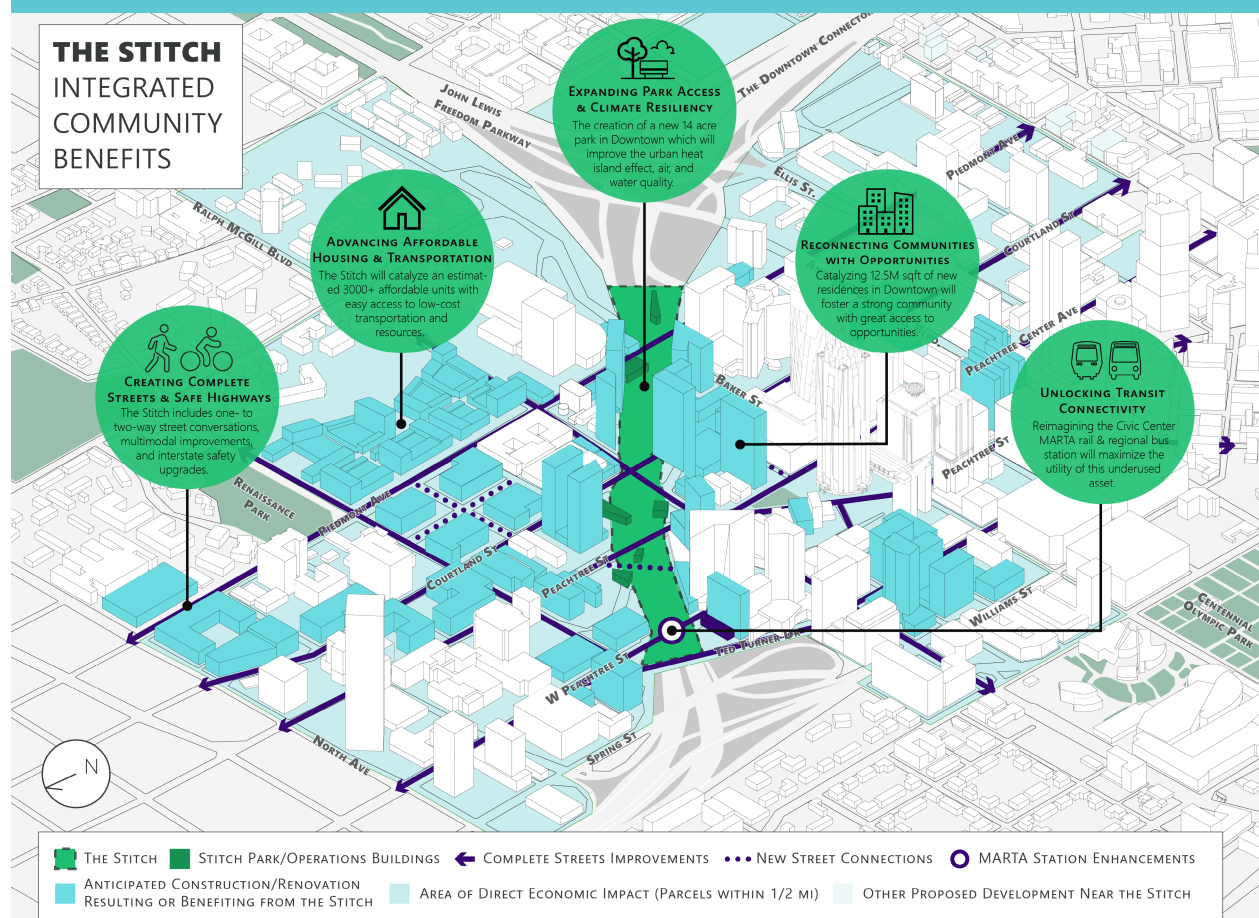 THE STITCH
INTEGRATED
COMMUNITY
BENEFITS
EXPANDING PARK ACCESS
& CLIMATE RESILIENCY
The creation of a new 14 acre
park in Downtown which will
improve the urban heat
island effect, air, and
water quality.
THE DOWNTOWN CONNECTOR
JOHN LEWIS
FREEDOM PARKWAY
PIEDMONT AVE
ELLIS ST
COURTLAND ST
RALPH MCGILL BLVD
ADVANCING AFFORDABLE
HOUSING & TRANSPORTATION
The Stitch will catalyze an estimat-
ed 3000+ affordable units with
easy access to low-cost
transportation and
resources.
RECONNECTING COMMUNITIES
WITH OPPORTUNITIES
Catalyzing 12.5M sqft of new
residences in Downtown will
foster a strong community
with great access to
opportunities.
PEACHTREE CENTER AVE
CREATING COMPLETE
STREETS & SAFE HIGHWAYS
The Stitch includes one- to
two-way street conversations,
multimodal improvements,
and interstate safety
upgrades.
BAKER ST
UNLOCKING TRANSIT
CONNECTIVITY
Reimagining the Civic Center
MARTA rail & regional bus
station will maximize the
utility of this underused
asset.
PEACHTREE ST
RENAISSANCE
PARK
PIEDMONT AVE
COURTLAND ST
PEACHTREE ST
WILLIAMS ST
CENTENNIAL
OLYMPIC PARK
TED TURNER DR
W PEACHTREE ST
SPRING ST
NORTH AVE
N
THE STITCH
STITCH PARK/OPERATIONS BUILDINGS
COMPLETE STREETS IMPROVEMENTS
NEW STREET CONNECTIONS
MARTA STATION ENHANCEMENTS
ANTICIPATED CONSTRUCTION/RENOVATION
RESULTING OR BENEFITING FROM THE STITCH
AREA OF DIRECT ECONOMIC IMPACT (PARCELS WITHIN 1/2 MI)
OTHER PROPOSED DEVELOPMENT NEAR THE STITCH